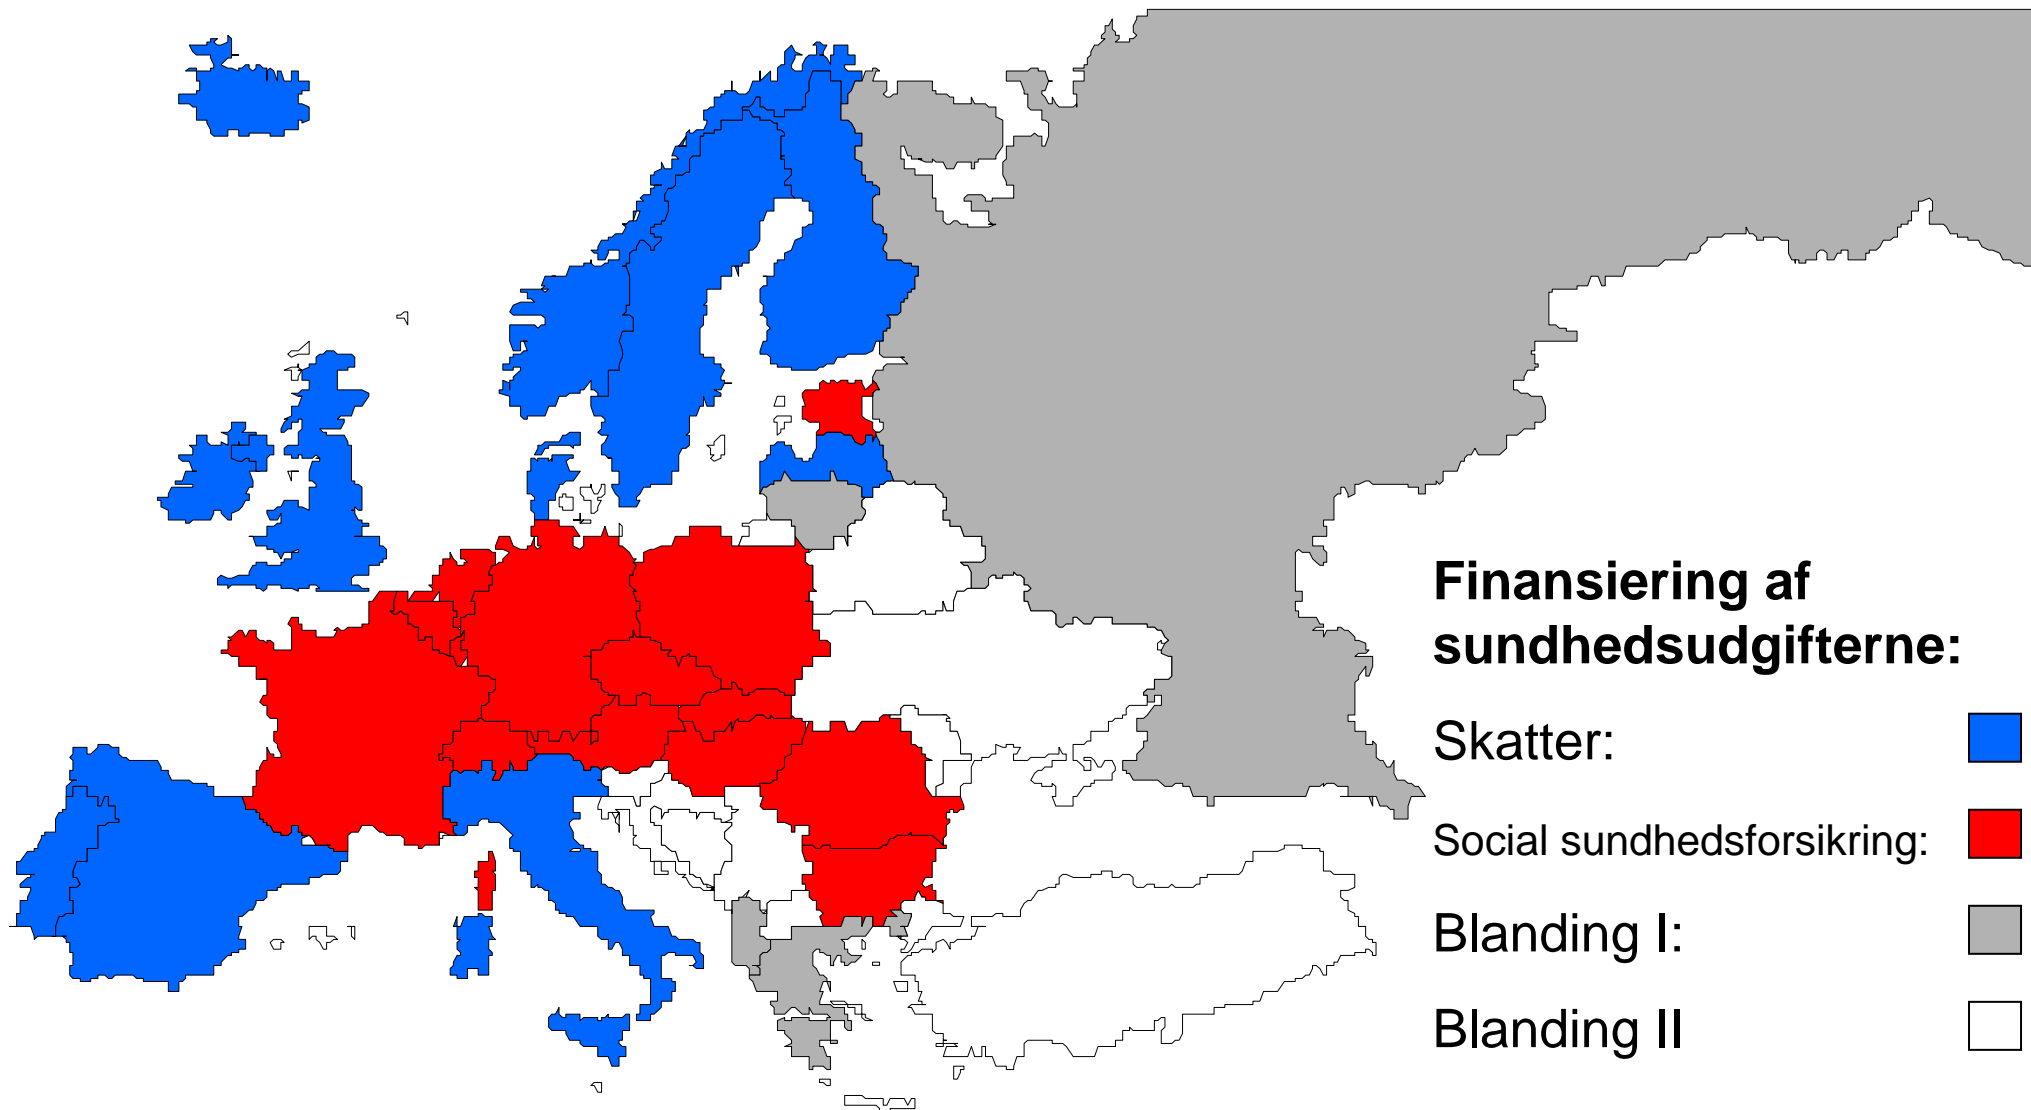 Finansiering af
sundhedsudgifterne:
Skatter:
Social sundhedsforsikring:
Blanding I:
Blanding II